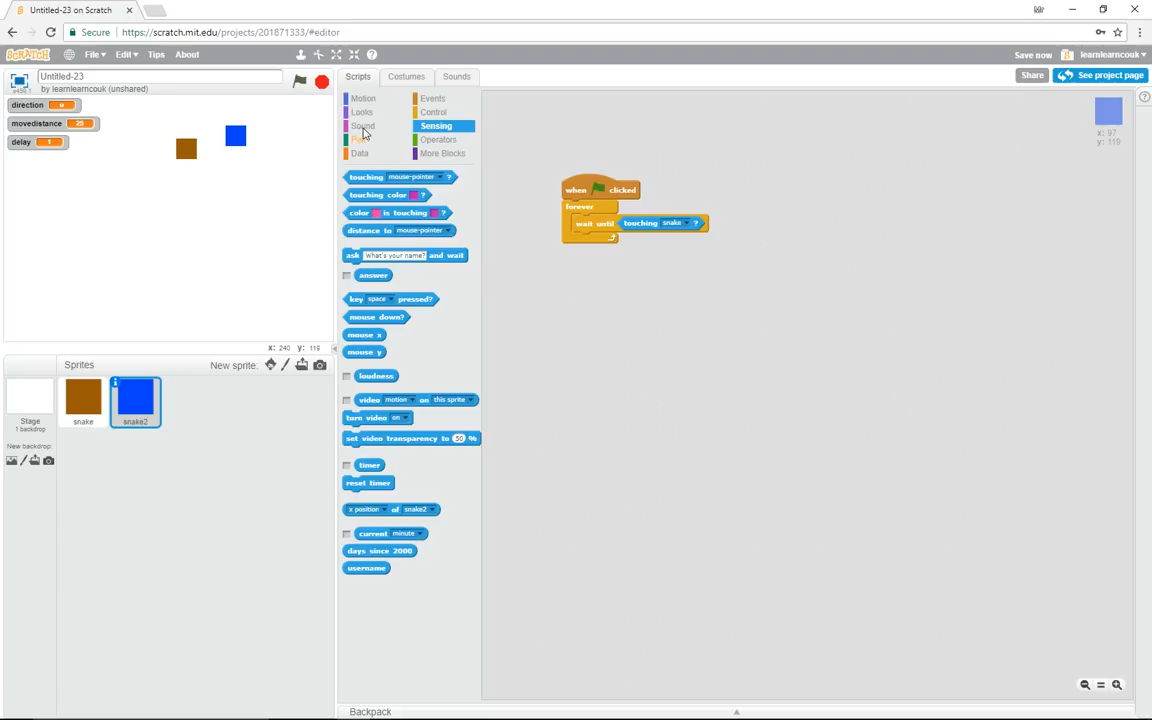 Untitled-23 on Scratch
Secure https://scratch.mit.edu/projects/201871333/#editor
SCRATCH File Edit Tips About Save now learnlearncouk
Untitled-23
by learnlearncouk (unshared)
Scripts Costumes Sounds
Share See project page
direction u
movedistance 25
delay 1
Motion Events
Looks Control
Sound Sensing
Operators
Data More Blocks
touching mouse-pointer ?
touching color ?
color is touching ?
distance to mouse-pointer
ask What's your name? and wait
answer
key space pressed?
mouse down?
mouse x
mouse y
loudness
video motion on this sprite
turn video on
set video transparency to 50 %
timer
reset timer
x position of snake2
current minute
days since 2000
username
when clicked
forever
wait until touching snake ?
x: 97
y: 119
x: 240 y: 119
Sprites New sprite:
Stage
1 backdrop
New backdrop:
snake
snake2
Backpack